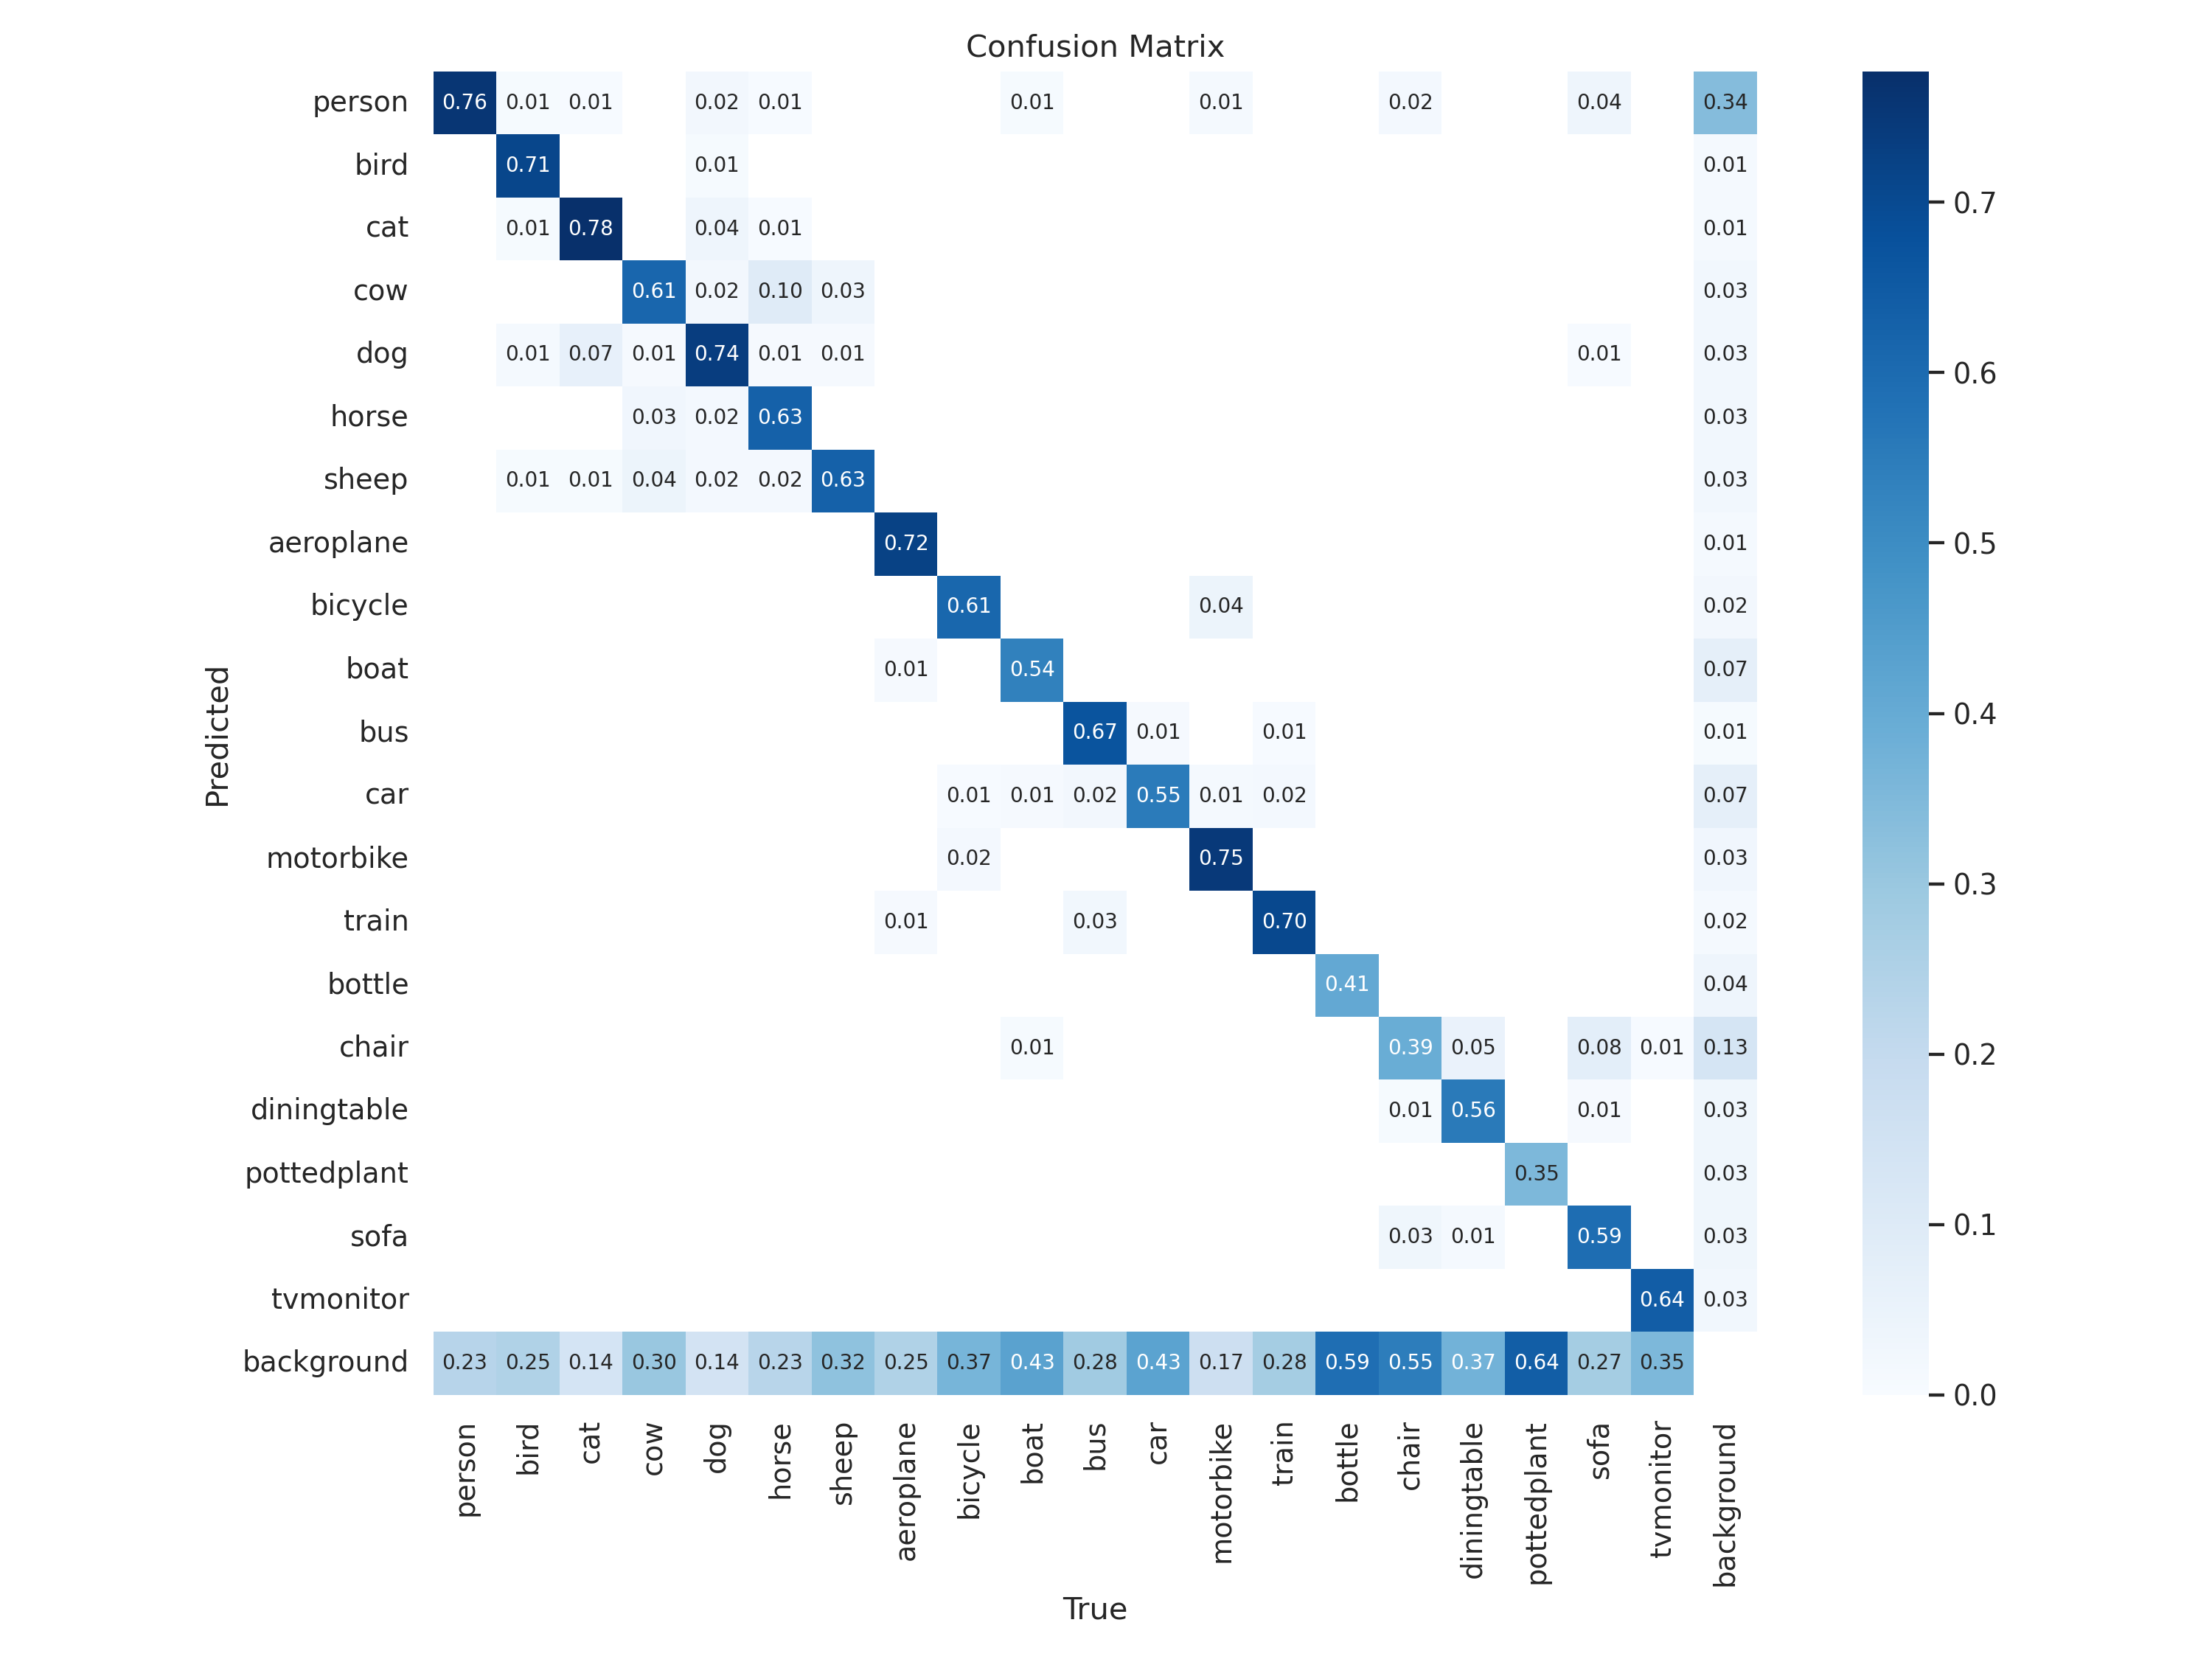 Confusion Matrix
person 0.76 0.01 0.01 0.02 0.01 0.01 0.01 0.02 0.04 0.34
bird 0.71 0.01 0.01
cat 0.01 0.78 0.04 0.01 0.01 0.7
cow 0.61 0.02 0.10 0.03 0.03
dog 0.01 0.07 0.01 0.74 0.01 0.01 0.01 0.03 0.6
horse 0.03 0.02 0.63 0.03
sheep 0.01 0.01 0.04 0.02 0.02 0.63 0.03
aeroplane 0.72 0.01 0.5
bicycle 0.61 0.04 0.02
boat 0.01 0.54 0.07
bus 0.67 0.01 0.01 0.01 0.4
car 0.01 0.01 0.02 0.55 0.01 0.02 0.07
motorbike 0.02 0.75 0.03
0.3
train 0.01 0.03 0.70 0.02
bottle 0.41 0.04
chair 0.01 0.39 0.05 0.08 0.01 0.13 0.2
diningtable 0.01 0.56 0.01 0.03
pottedplant 0.35 0.03
sofa 0.03 0.01 0.59 0.03 0.1
tvmonitor 0.64 0.03
background 0.23 0.25 0.14 0.30 0.14 0.23 0.32 0.25 0.37 0.43 0.28 0.43 0.17 0.28 0.59 0.55 0.37 0.64 0.27 0.35
0.0
Predicted
person bird cat cow dog horse sheep aeroplane bicycle boat bus car motorbike train bottle chair diningtable pottedplant sofa tvmonitor background
True